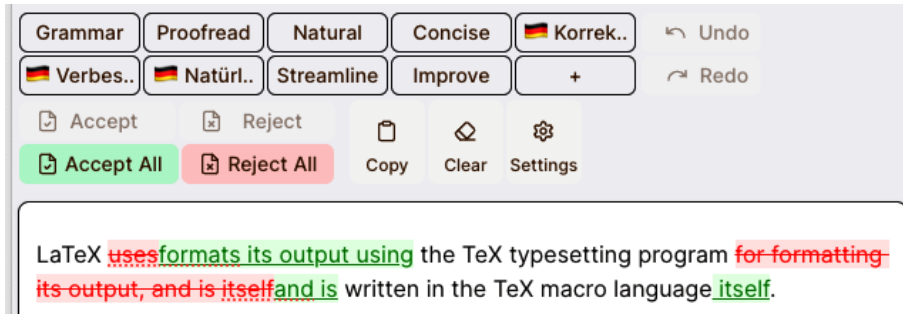 Grammar Proofread Natural Concise Korrek.. Undo
Verbes.. Natürl.. Streamline Improve + Redo
Accept Reject
Accept All Reject All Copy Clear Settings
LaTeX usesformats its output using the TeX typesetting program for formatting
its output, and is itselfand is written in the TeX macro language itself.